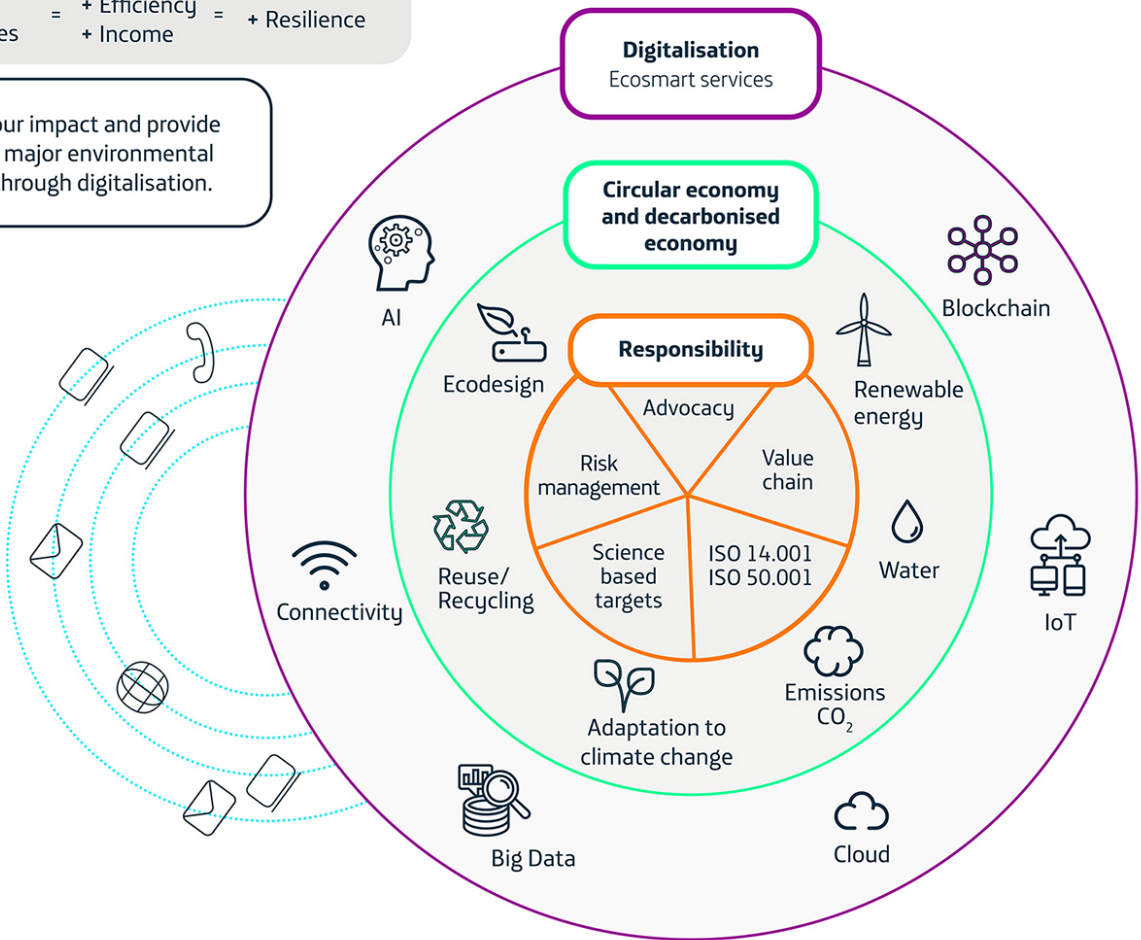 + Efficiency
=
=
+ Resilience
es
+ Income
our impact and provide
major environmental
through digitalisation.
Digitalisation
Ecosmart services
Circular economy
and decarbonised
economy
Responsibility
AI
Blockchain
Ecodesign
Renewable
energy
Advocacy
Risk
management
Value
chain
Science
based
targets
ISO 14.001
ISO 50.001
Reuse/
Recycling
Water
Connectivity
IoT
Emissions
CO₂
Adaptation to
climate change
Big Data
Cloud